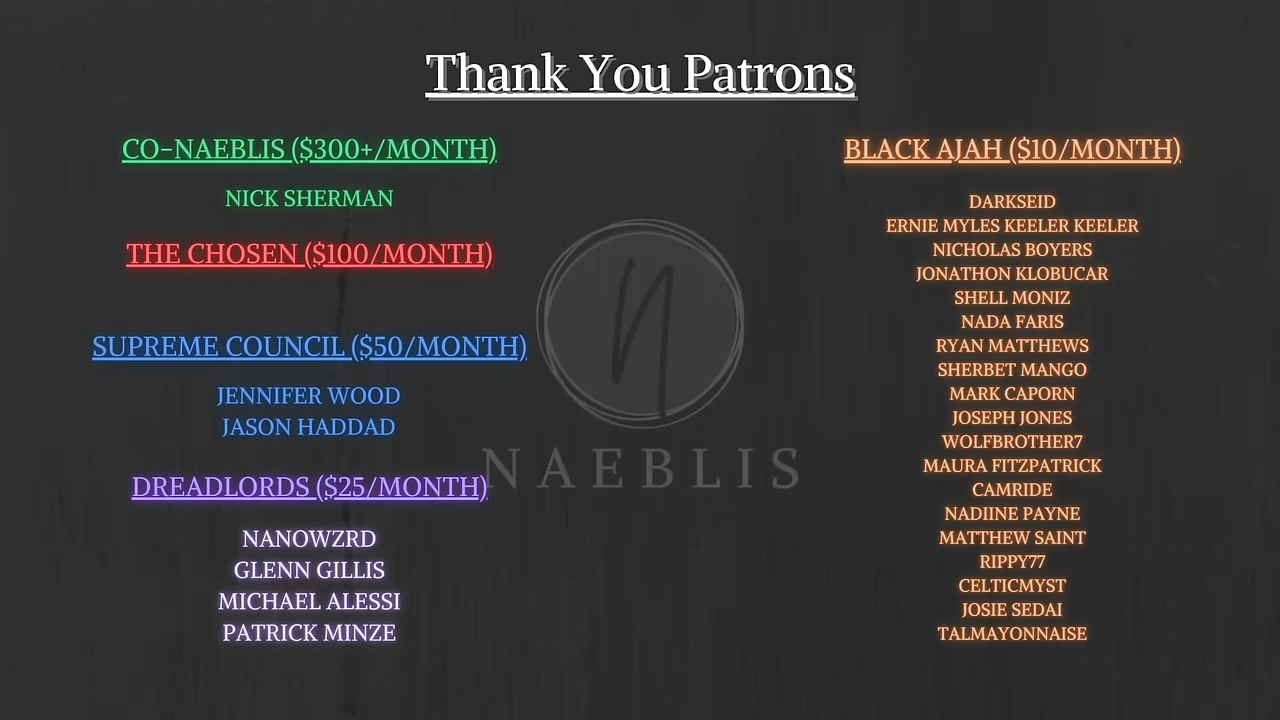 Thank You Patrons
CO-NAEBLIS ($300+/MONTH)
NICK SHERMAN
THE CHOSEN ($100/MONTH)
SUPREME COUNCIL ($50/MONTH)
JENNIFER WOOD
JASON HADDAD
DREADLORDS ($25/MONTH)
NANOWZRD
GLENN GILLIS
MICHAEL ALESSI
PATRICK MINZE
n
NAEBLIS
BLACK AJAH ($10/MONTH)
DARKSEID
ERNIE MYLES KEELER KEELER
NICHOLAS BOYERS
JONATHON KLOBUCAR
SHELL MONIZ
NADA FARIS
RYAN MATTHEWS
SHERBET MANGO
MARK CAPORN
JOSEPH JONES
WOLFBROTHER7
MAURA FITZPATRICK
CAMRIDE
NADIINE PAYNE
MATTHEW SAINT
RIPPY77
CELTICMYST
JOSIE SEDAI
TALMAYONNAISE